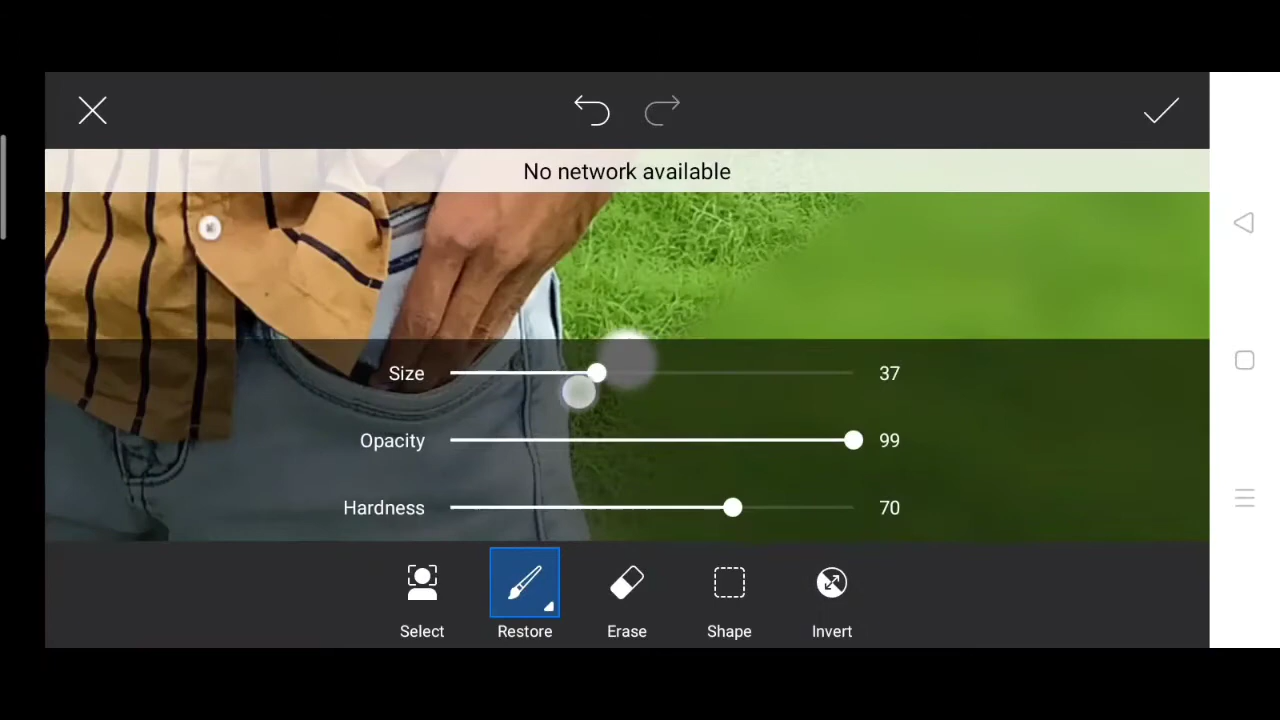 No network available
Size 37
Opacity 99
Hardness 70
Select Restore Erase Shape Invert